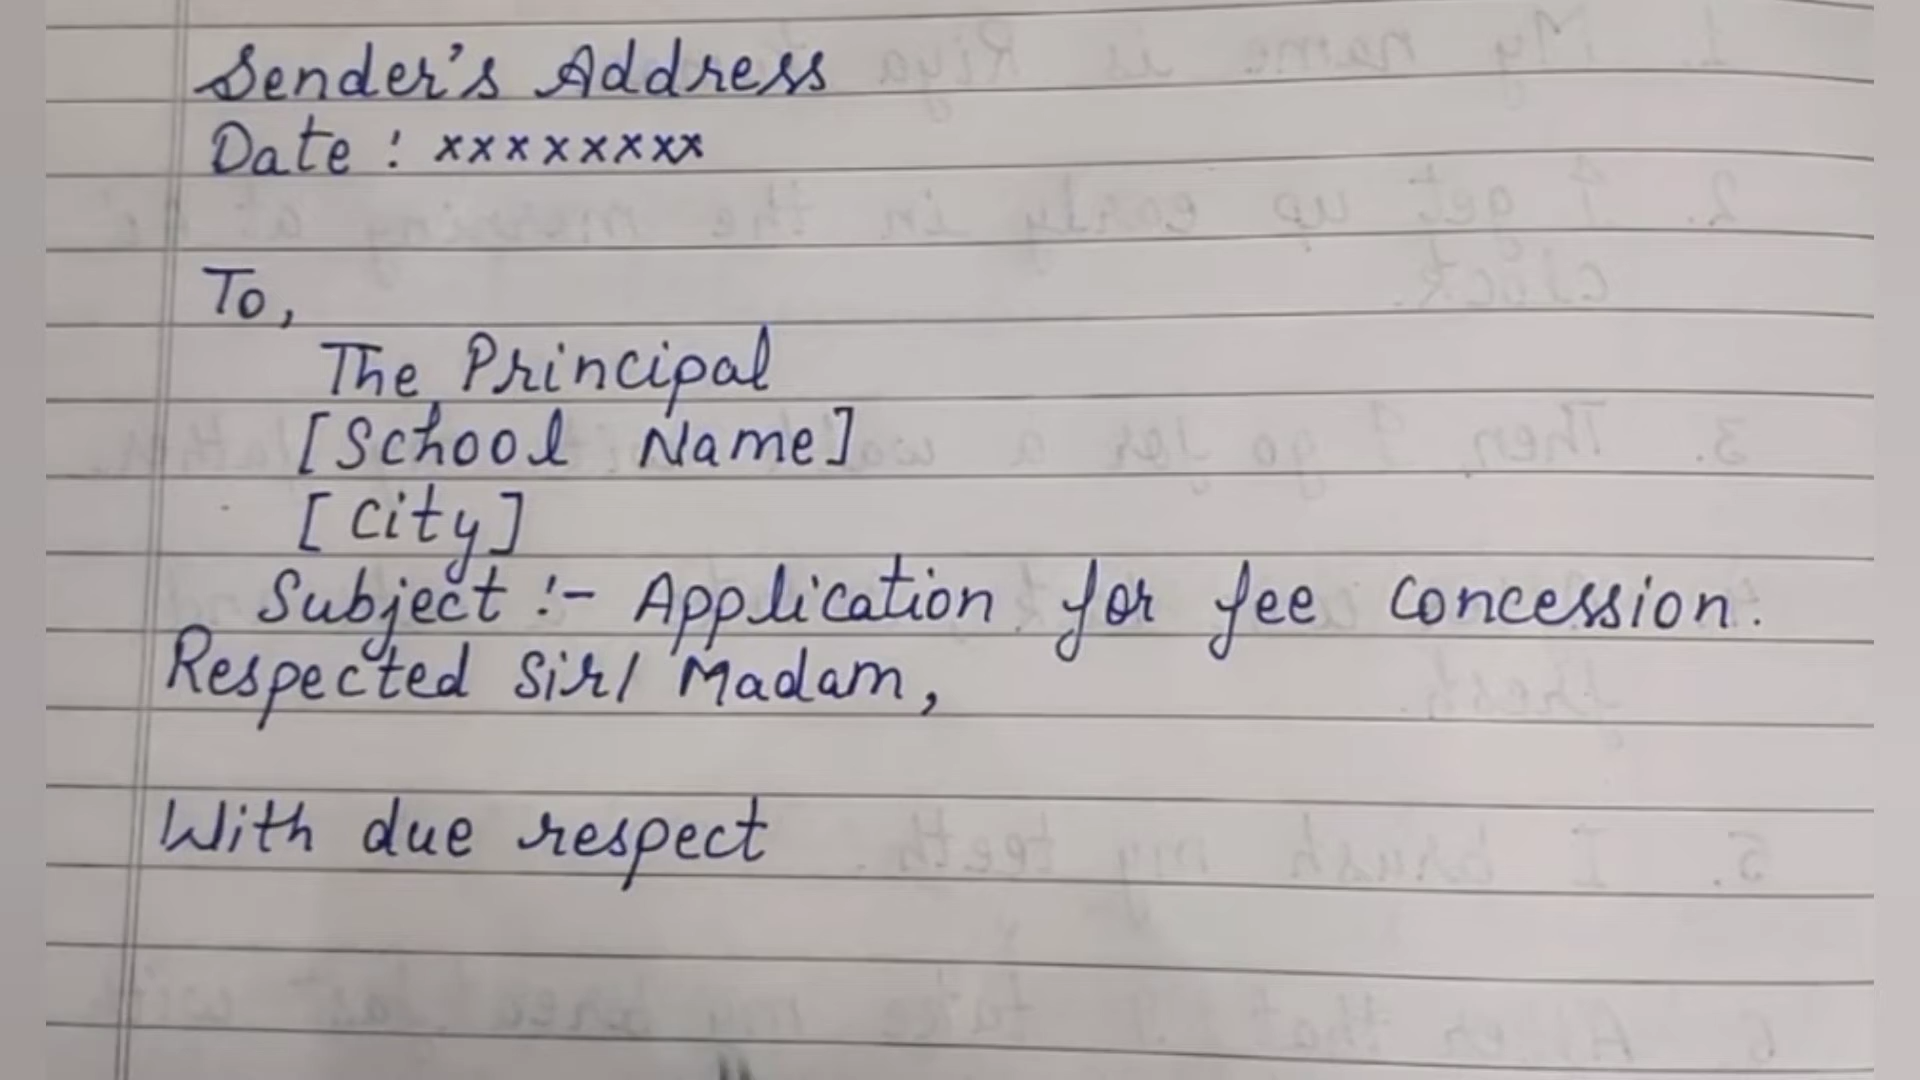 Sender's Address
Date : xxxxxxxx
To,
The Principal
[School Name]
[City]
Subject :- Application for fee concession.
Respected Sir/ Madam,
With due respect